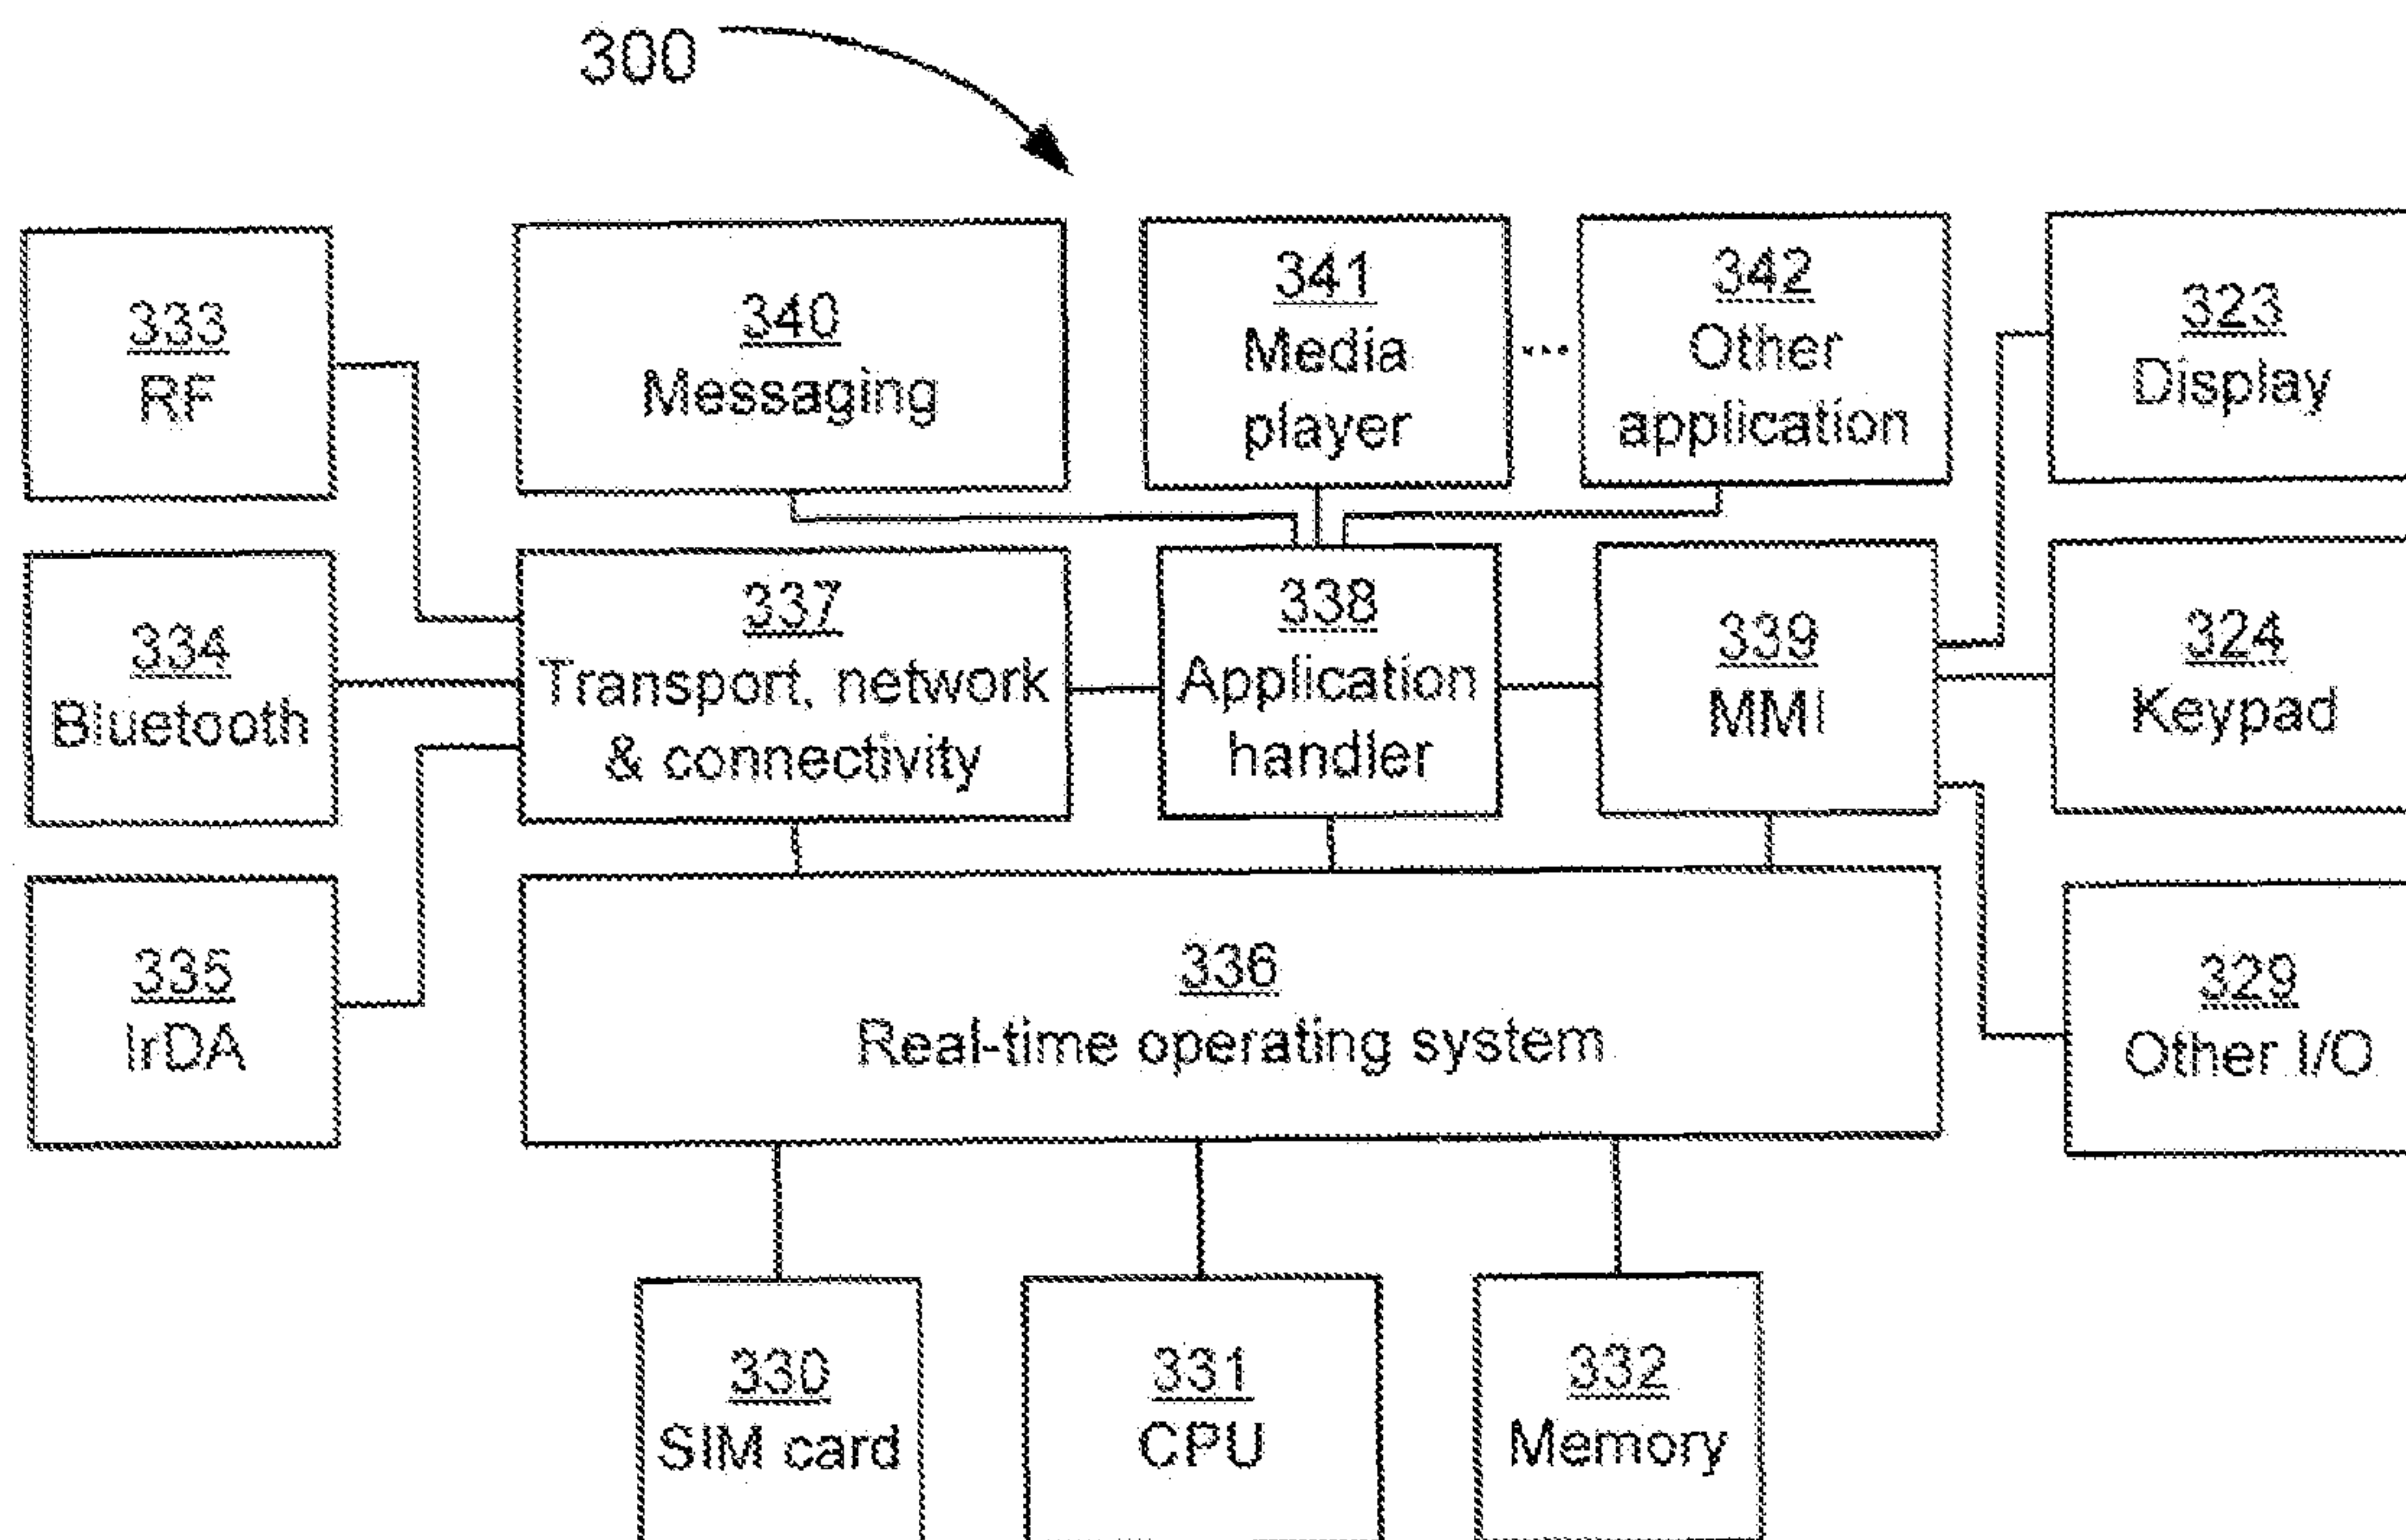 300
333
RF
340
Messaging
341
Media
player
...
342
Other
application
323
Display
334
Bluetooth
337
Transport, network
& connectivity
338
Application
handler
339
MMI
324
Keypad
335
IrDA
336
Real-time operating system
329
Other I/O
330
SIM card
331
CPU
332
Memory